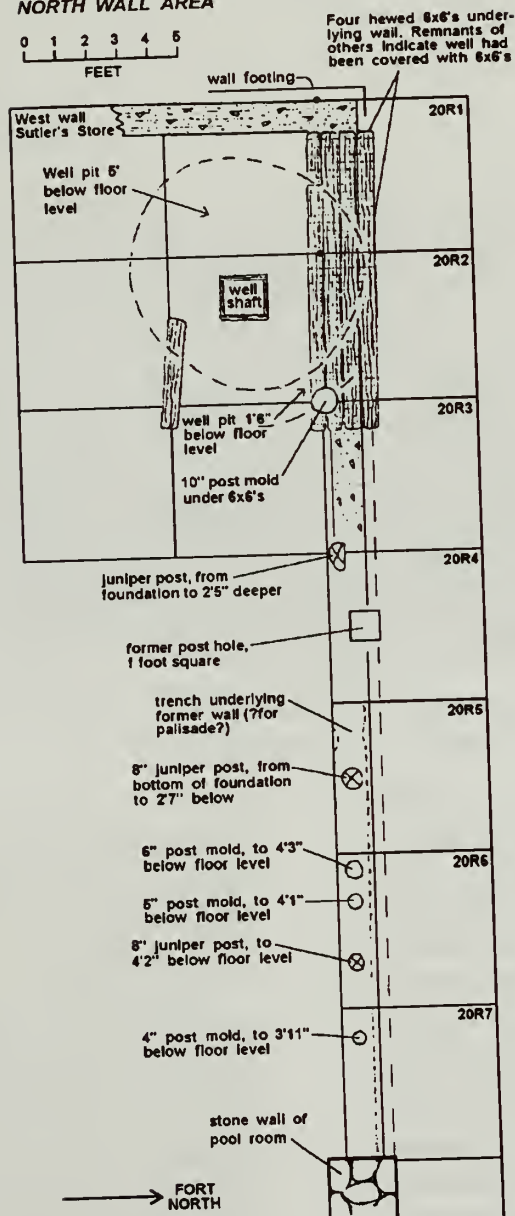 NORTH WALL AREA
0 1 2 3 4 5
FEET
Four hewed 6x6's under-
lying wall. Remnants of
others indicate well had
been covered with 6x6's
wall footing
West wall
Sutler's Store
20R1
Well pit 5'
below floor
level
20R2
well
shaft
20R3
well pit 1'6"
below floor
level
10" post mold
under 6x6's
20R4
juniper post, from
foundation to 2'5" deeper
former post hole,
1 foot square
20R5
trench underlying
former wall (?for
palisade?)
8" juniper post, from
bottom of foundation
to 2'7" below
20R6
6" post mold, to 4'3"
below floor level
5" post mold, to 4'1"
below floor level
8" juniper post, to
4'2" below floor level
20R7
4" post mold, to 3'11"
below floor level
stone wall of
pool room
FORT
NORTH